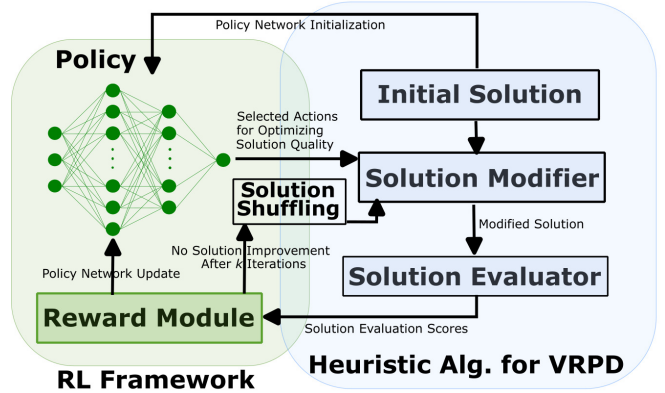 Policy Network Initialization
Policy
Initial Solution
Selected Actions
for Optimizing
Solution Quality
Solution Modifier
Solution
Shuffling
Modified Solution
No Solution Improvement
After k Iterations
Policy Network Update
Solution Evaluator
Reward Module
Solution Evaluation Scores
Heuristic Alg. for VRPD
RL Framework